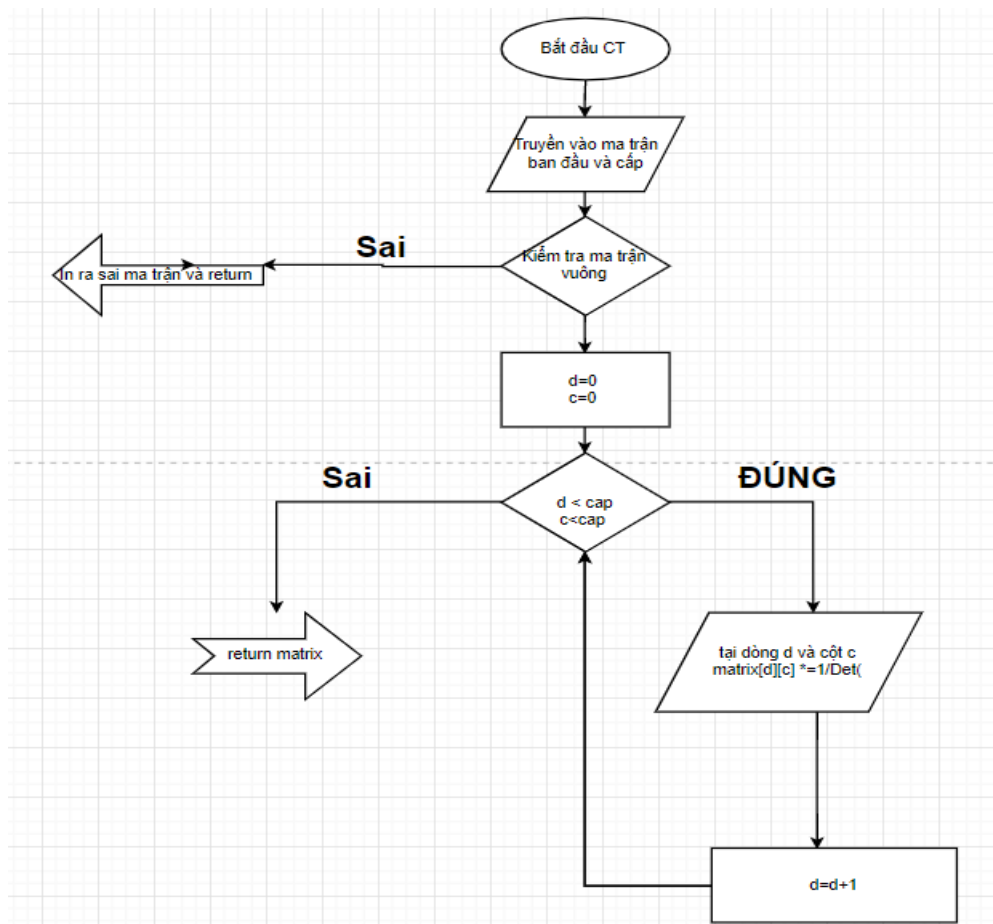 Bắt đầu CT
Truyền vào ma trận
ban đầu và cấp
Sai
Kiểm tra ma trận
vuông
In ra sai ma trận và return
d=0
c=0
Sai
ĐÚNG
d < cap
c<cap
return matrix
tại dòng d và cột c
matrix[d][c] *=1/Det(
d=d+1